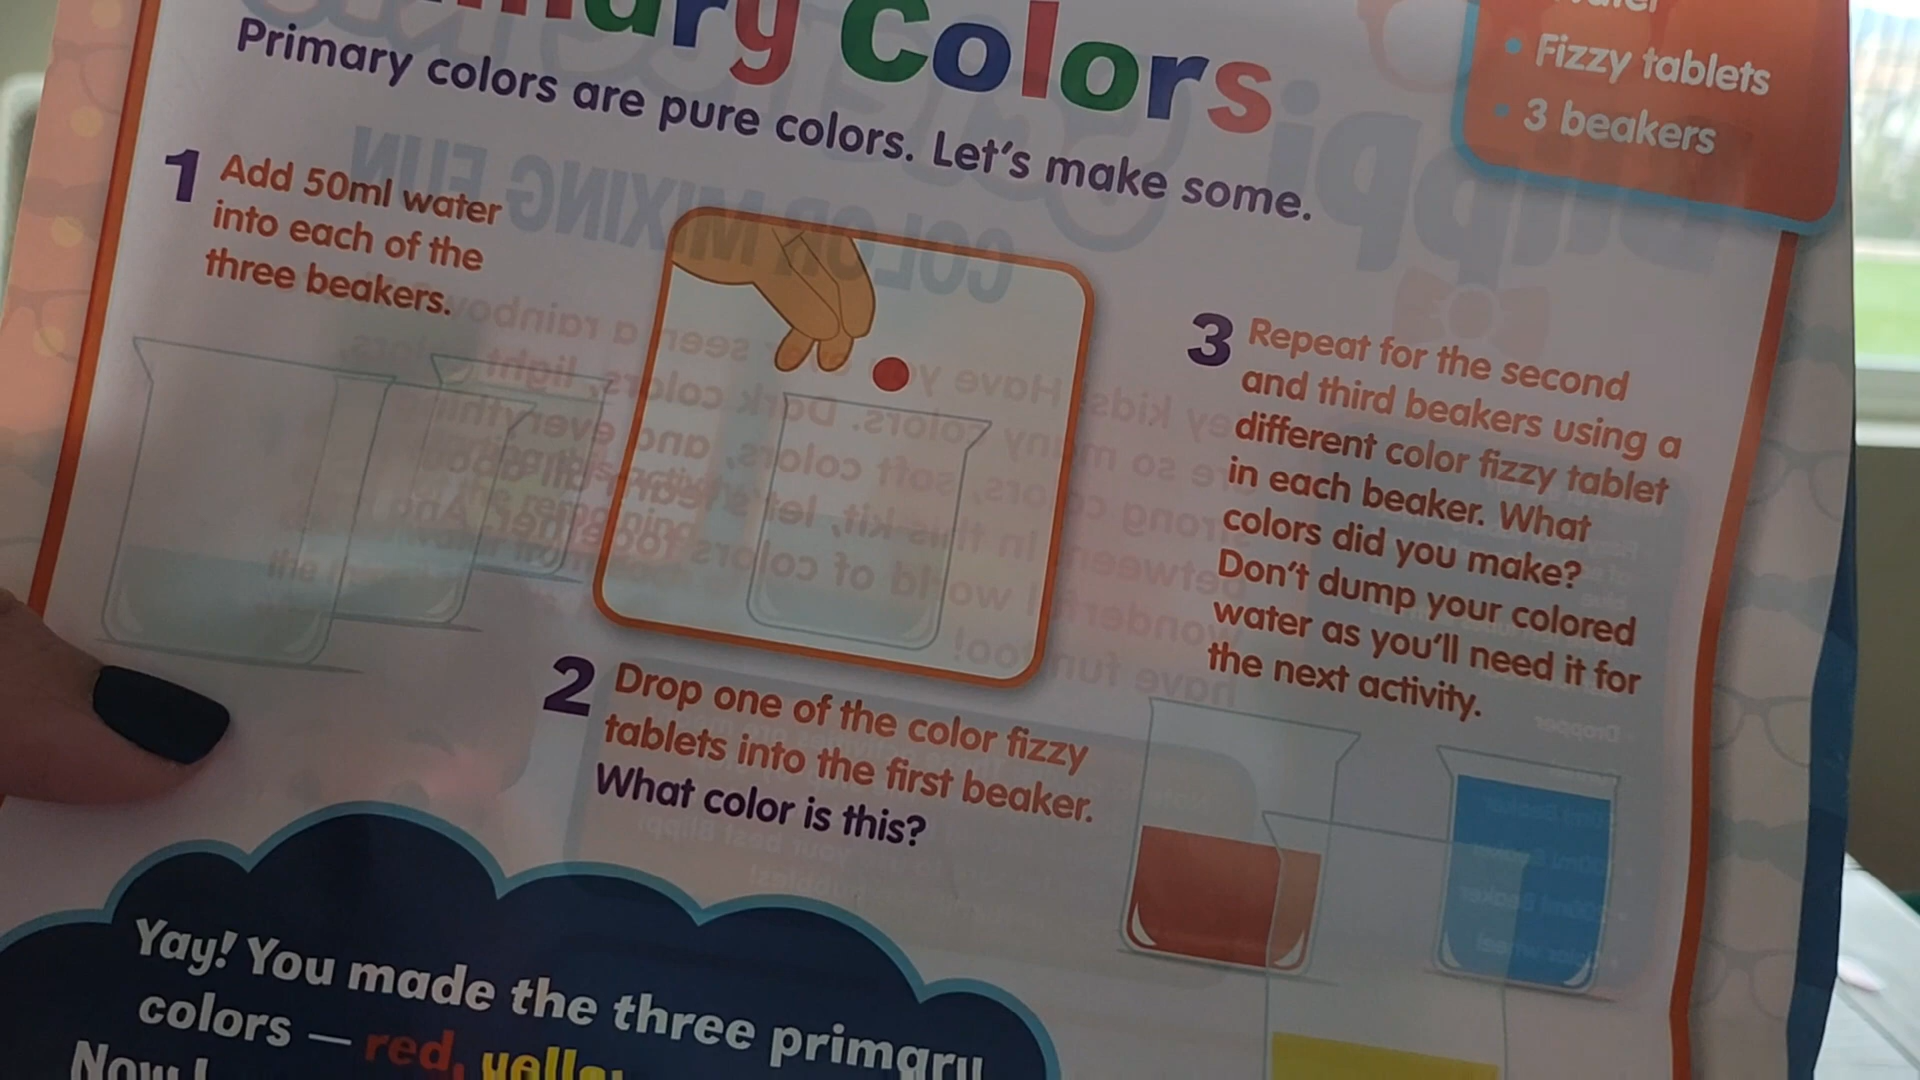 Colors
Primary colors are pure colors. Let's make some.
• Fizzy tablets
• 3 beakers
1 Add 50ml water
into each of the
three beakers.
2 Drop one of the color fizzy
tablets into the first beaker.
What color is this?
3 Repeat for the second
and third beakers using a
different color fizzy tablet
in each beaker. What
colors did you make?
Don't dump your colored
water as you'll need it for
the next activity.
Yay! You made the three primary
colors — red,